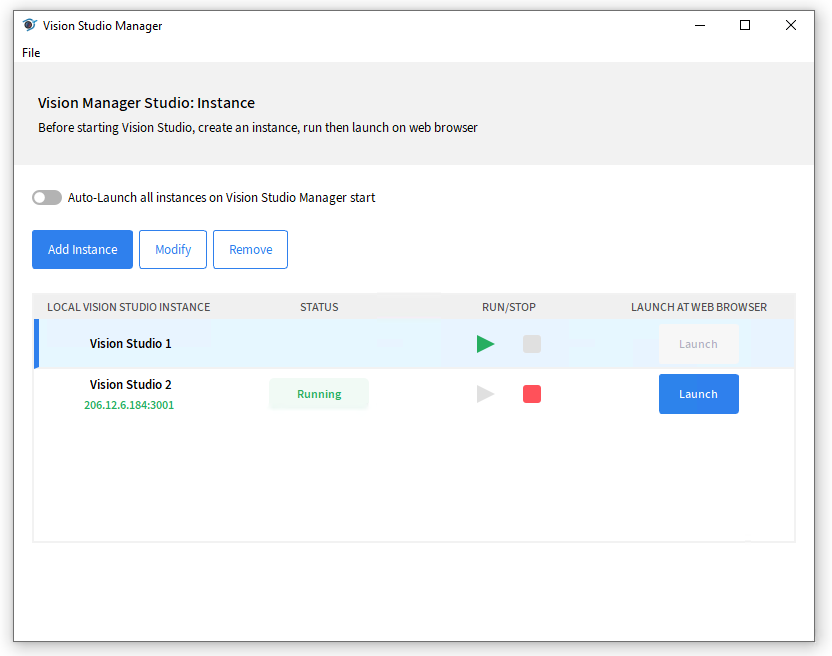 Vision Studio Manager
File
Vision Manager Studio: Instance
Before starting Vision Studio, create an instance, run then launch on web browser
Auto-Launch all instances on Vision Studio Manager start
Add Instance Modify Remove
LOCAL VISION STUDIO INSTANCE STATUS RUN/STOP LAUNCH AT WEB BROWSER
Vision Studio 1 Launch
Vision Studio 2
206.12.6.184:3001 Running Launch